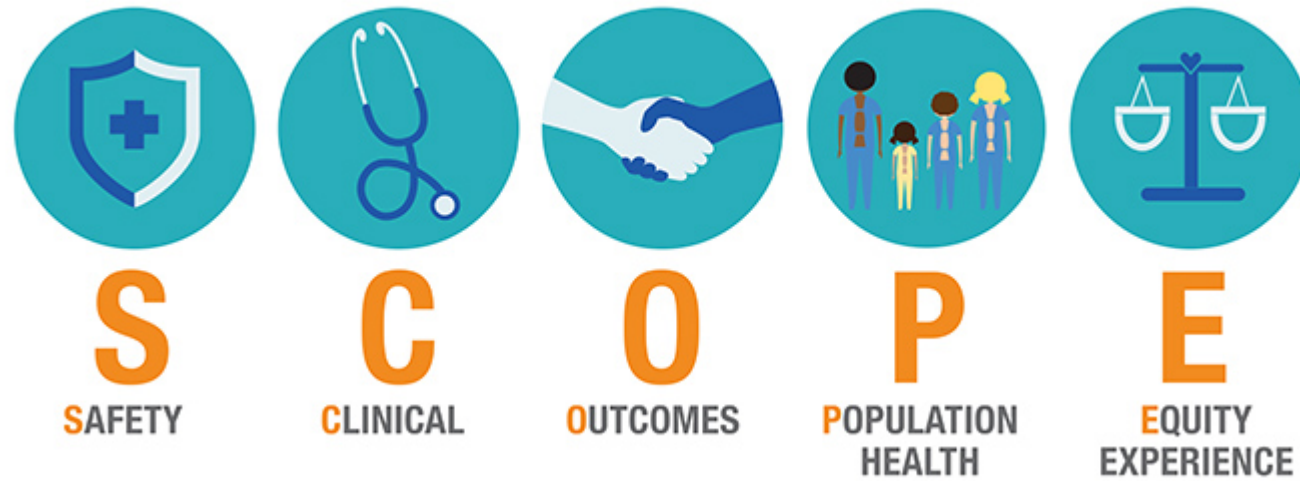 S C O P E
SAFETY
CLINICAL
OUTCOMES
POPULATION
HEALTH
EQUITY
EXPERIENCE